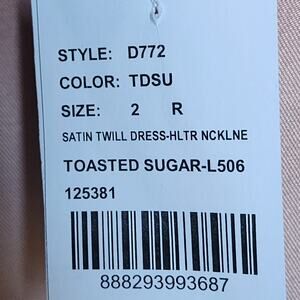 STYLE: D772
COLOR: TDSU
SIZE: 2 R
SATIN TWILL DRESS-HLTR NCKLNE
TOASTED SUGAR-L506
125381
888293993687